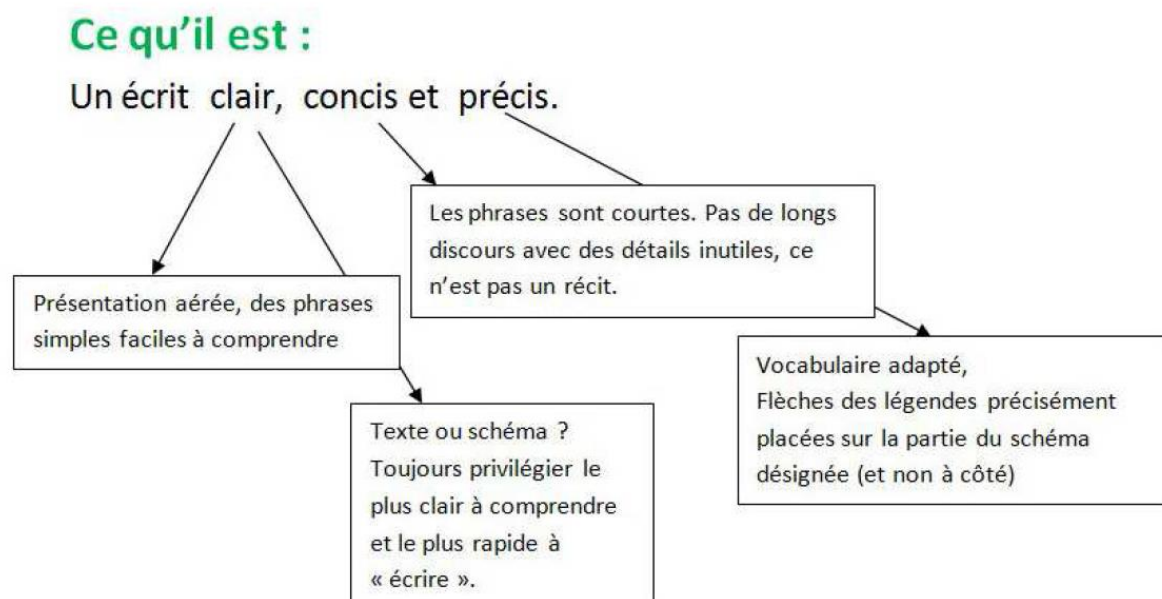 Ce qu’il est :
Un écrit clair, concis et précis.
Les phrases sont courtes. Pas de longs
discours avec des détails inutiles, ce
n’est pas un récit.
Présentation aérée, des phrases
simples faciles à comprendre
Vocabulaire adapté,
Flèches des légendes précisément
placées sur la partie du schéma
désignée (et non à côté)
Texte ou schéma ?
Toujours privilégier le
plus clair à comprendre
et le plus rapide à
« écrire ».